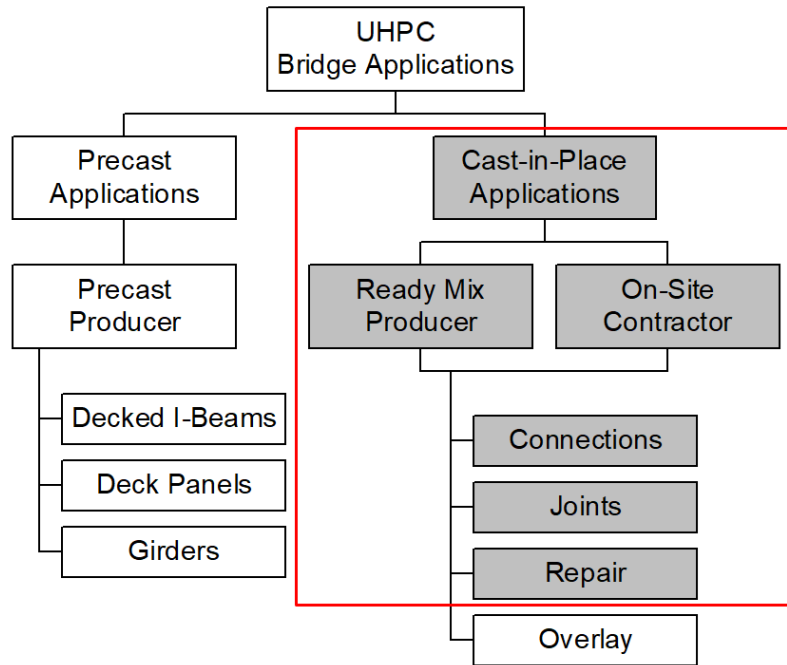 UHPC
Bridge Applications
Precast
Applications
Cast-in-Place
Applications
Precast
Producer
Ready Mix
Producer
On-Site
Contractor
Decked I-Beams
Deck Panels
Girders
Connections
Joints
Repair
Overlay